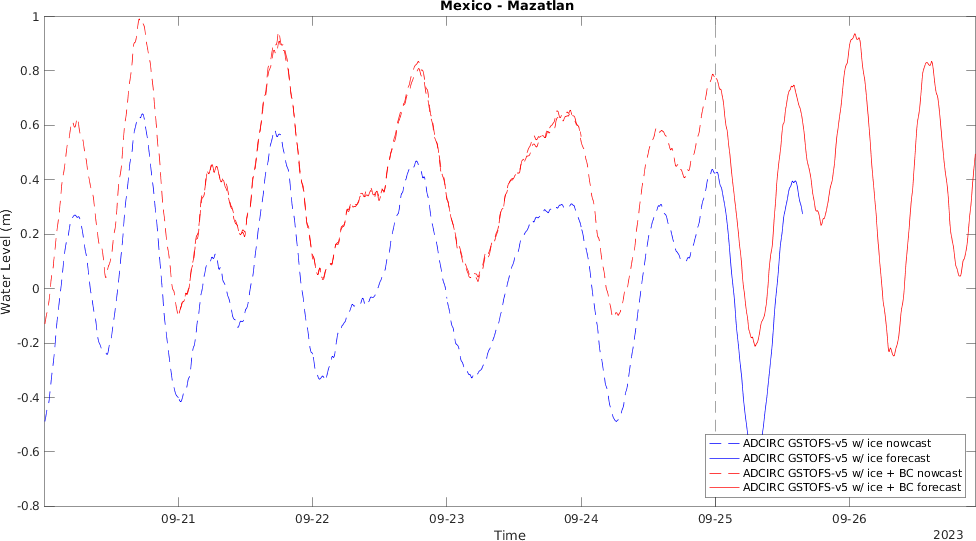 Mexico - Mazatlan
1
0.8
0.6
0.4
0.2
0
-0.2
-0.4
-0.6
-0.8
Water Level (m)
ADCIRC GSTOFS-v5 w/ ice nowcast
ADCIRC GSTOFS-v5 w/ ice forecast
ADCIRC GSTOFS-v5 w/ ice + BC nowcast
ADCIRC GSTOFS-v5 w/ ice + BC forecast
09-21 09-22 09-23 09-24 09-25 09-26
Time
2023